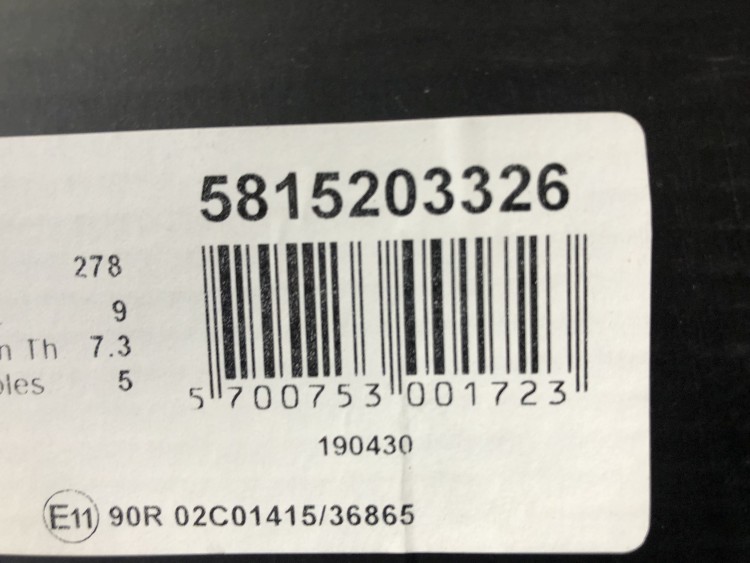 5815203326
278
9
n Th 7.3
oles 5
5 700753 001723
190430
E11 90R 02C01415/36865